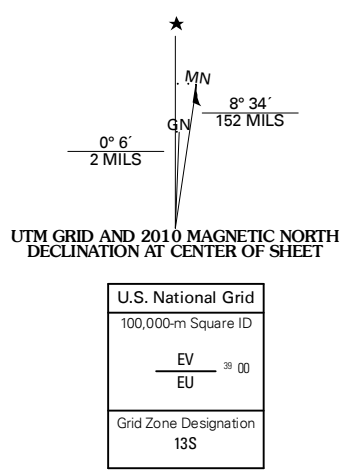 ★
MN
8° 34´
152 MILS
GN
0° 6´
2 MILS
UTM GRID AND 2010 MAGNETIC NORTH
DECLINATION AT CENTER OF SHEET
U.S. National Grid
100,000-m Square ID
EV
39 00
EU
Grid Zone Designation
13S